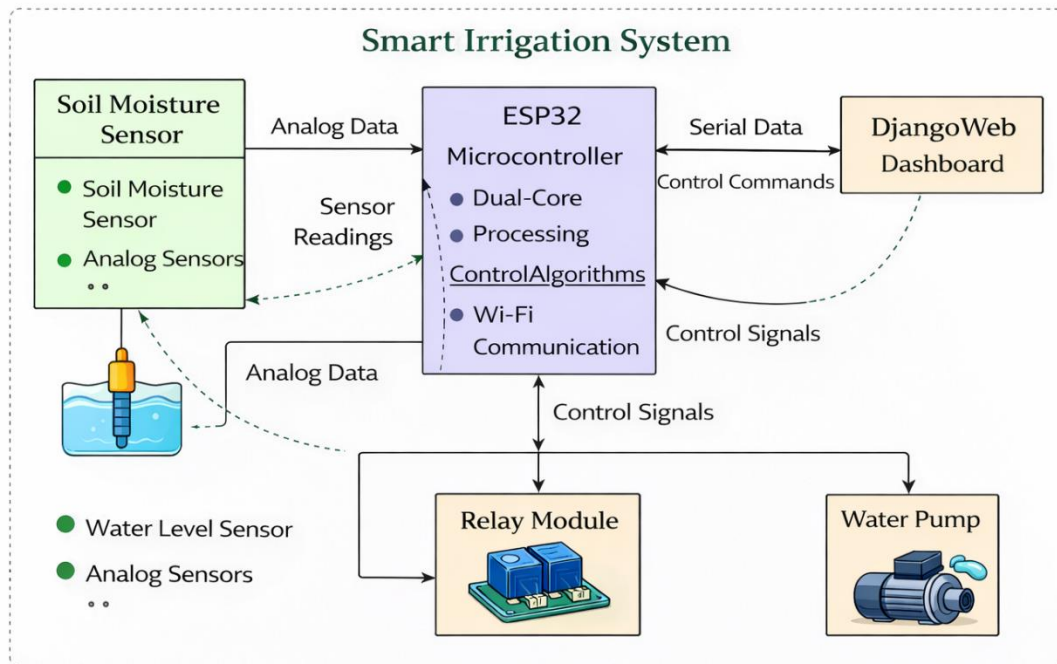 Smart Irrigation System
Soil Moisture
Sensor
Soil Moisture
Sensor
Analog Sensors
Analog Data
Sensor
Readings
Analog Data
ESP32
Microcontroller
Dual-Core
Processing
ControlAlgorithms
Wi-Fi
Communication
Serial Data
Control Commands
DjangoWeb
Dashboard
Control Signals
Control Signals
Water Level Sensor
Analog Sensors
Relay Module
Water Pump